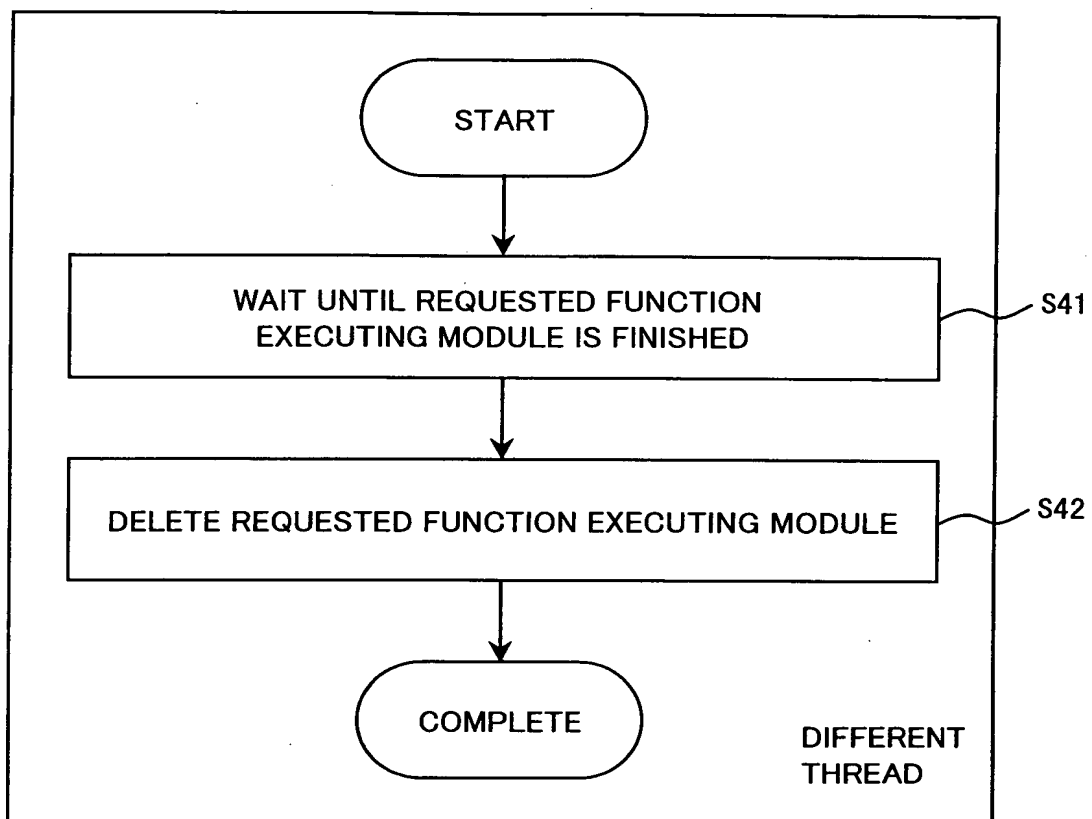 START
WAIT UNTIL REQUESTED FUNCTION
EXECUTING MODULE IS FINISHED
S41
DELETE REQUESTED FUNCTION EXECUTING MODULE
S42
COMPLETE
DIFFERENT
THREAD